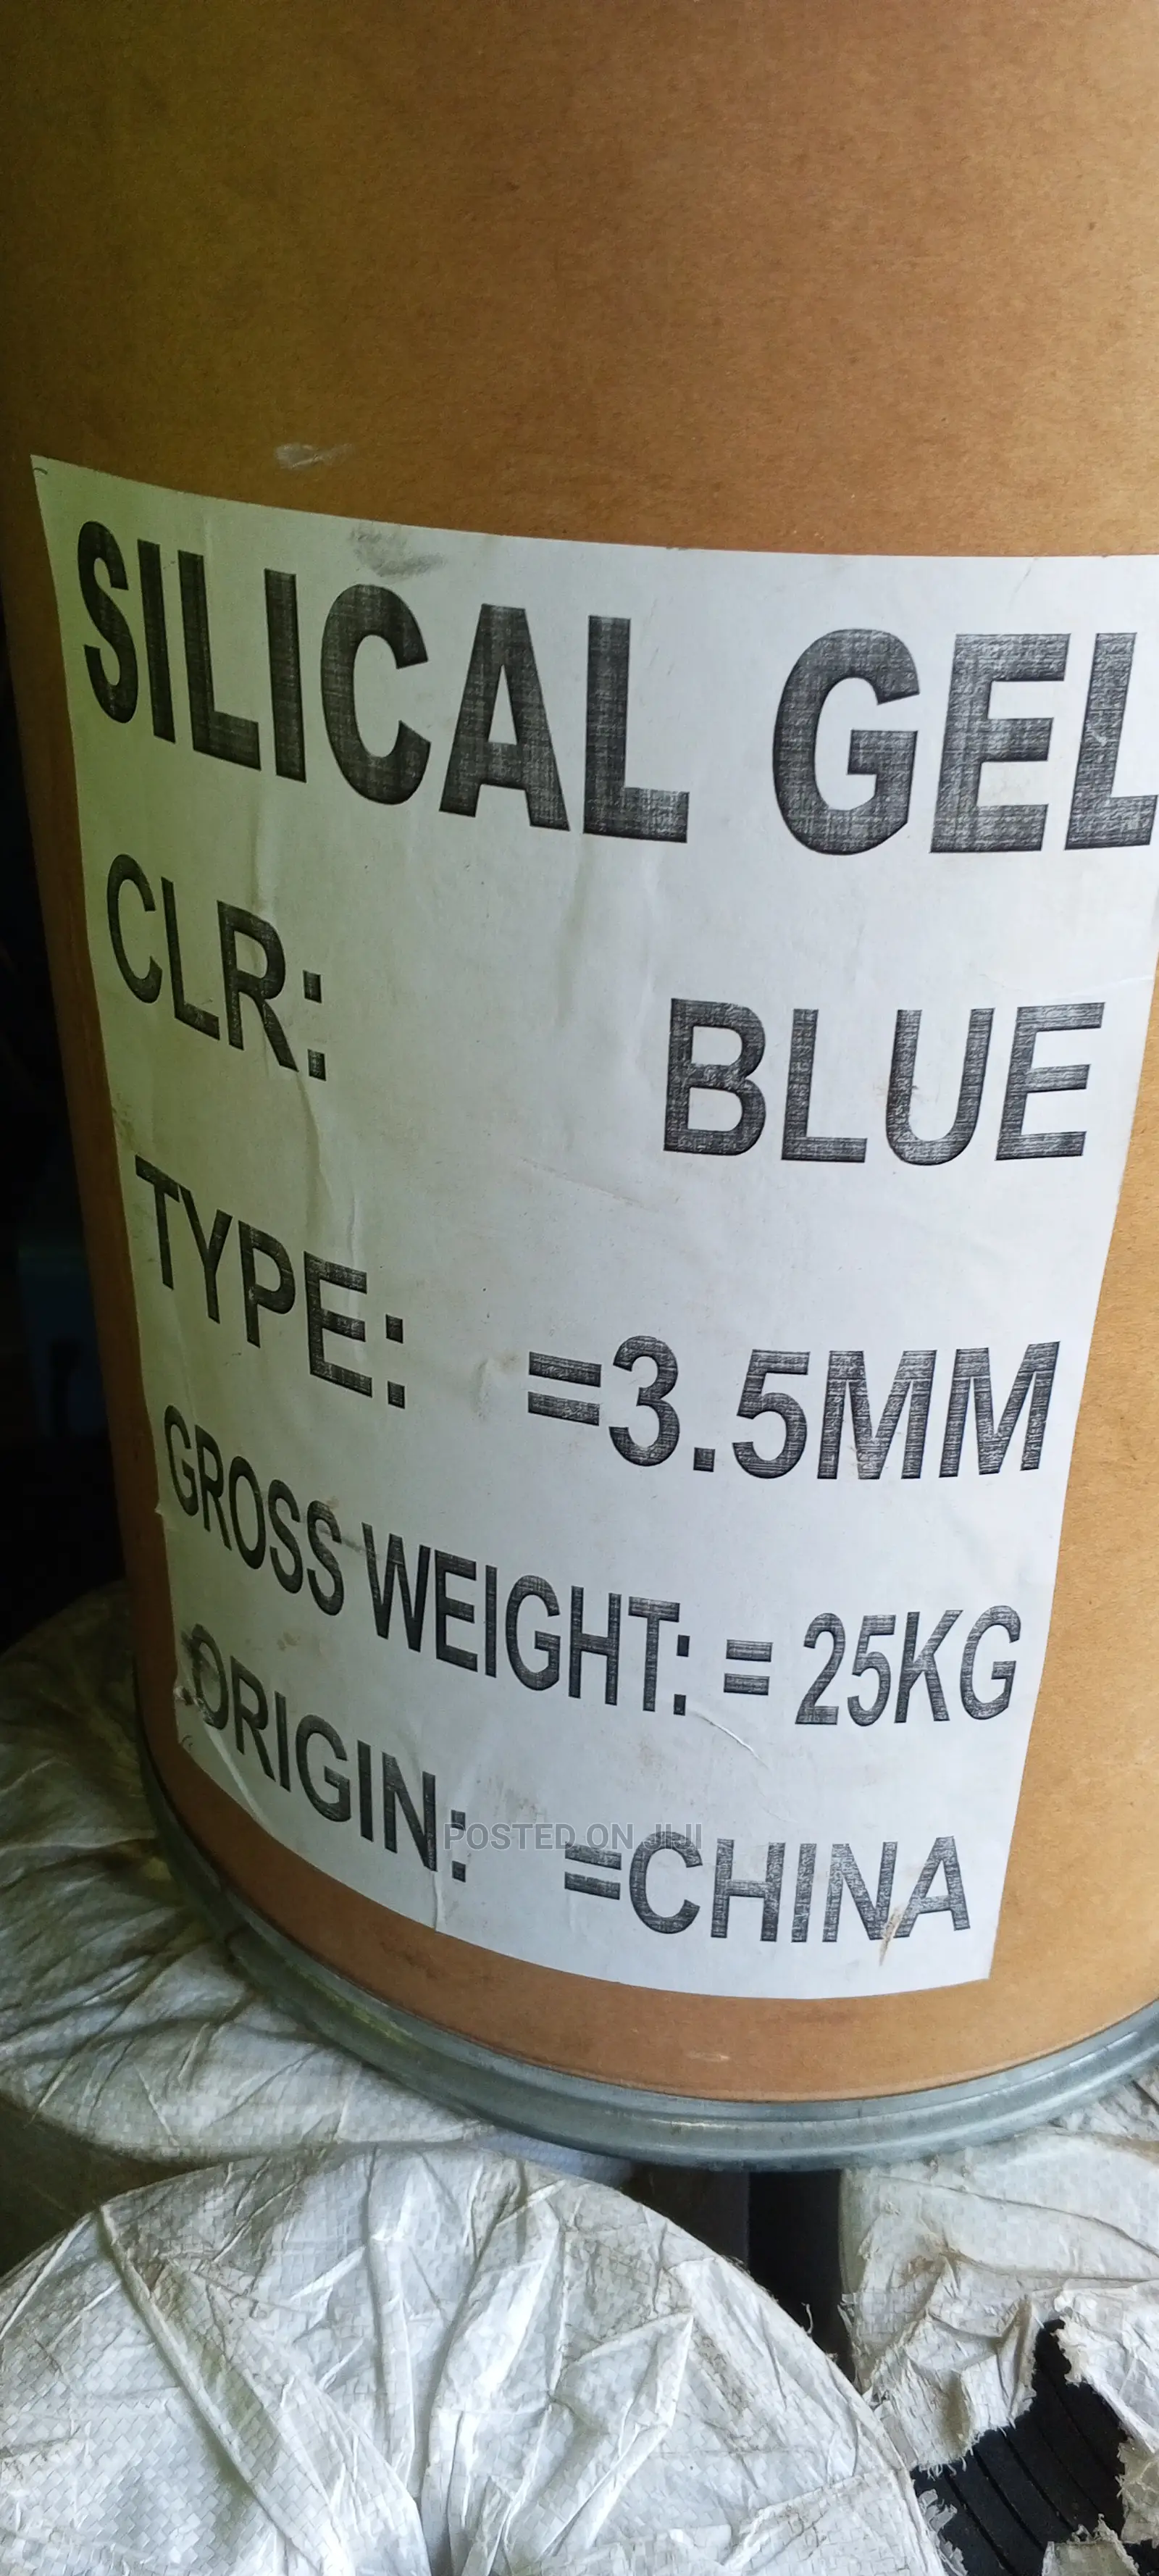 SILICAL GEL
CLR: BLUE
TYPE: =3.5MM
GROSS WEIGHT: = 25KG
ORIGIN: =CHINA
POSTED ON JIJI